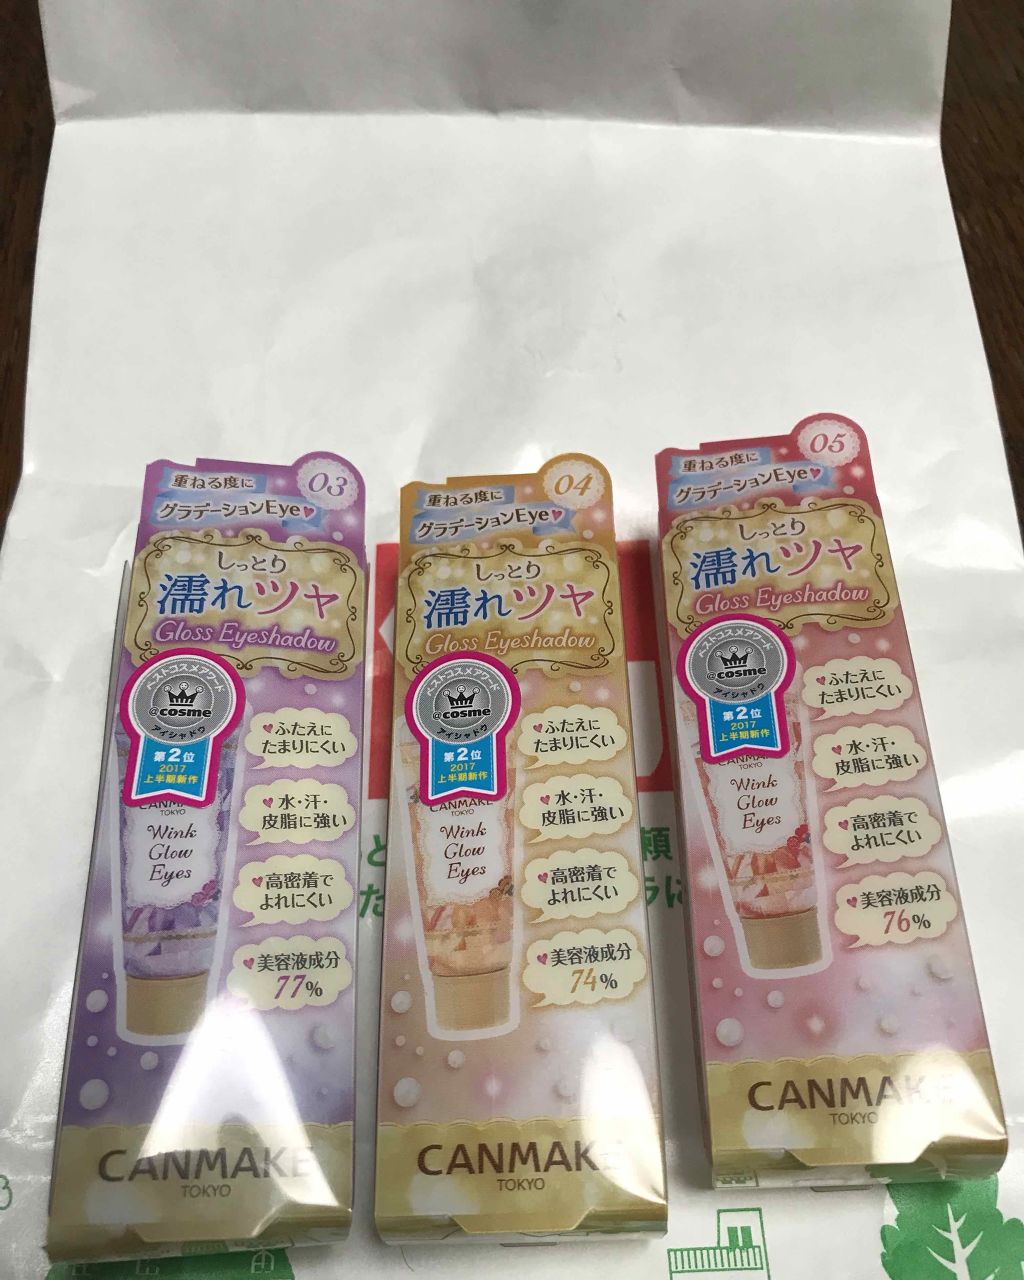 重ねる度に
グラデーションEye♥
03
しっとり
濡れツヤ
Gloss Eyeshadow
ベストコスメアワード
@cosme
アイシャドウ
第2位
2017
上半期新作
CANMA
TOKYO
Wink
Glow
Eyes
♥ふたえに
たまりにくい
♥水・汗・
皮脂に強い
♥高密着で
よれにくい
♥美容液成分
77%
CANMAKE
TOKYO
重ねる度に
グラデーションEye♥
04
しっとり
濡れツヤ
Gloss Eyeshadow
ベストコスメアワード
@cosme
アイシャドウ
第2位
2017
上半期新作
CANMAKE
TOKYO
Wink
Glow
Eyes
♥ふたえに
たまりにくい
♥水・汗・
皮脂に強い
♥高密着で
よれにくい
♥美容液成分
74%
CANMAKE
TOKYO
重ねる度に
グラデーションEye♥
05
しっとり
濡れツヤ
Gloss Eyeshadow
ベストコスメアワード
@cosme
アイシャドウ
第2位
2017
上半期新作
CANMAKE
TOKYO
Wink
Glow
Eyes
♥ふたえに
たまりにくい
♥水・汗・
皮脂に強い
♥高密着で
よれにくい
♥美容液成分
76%
CANMAKE
TOKYO